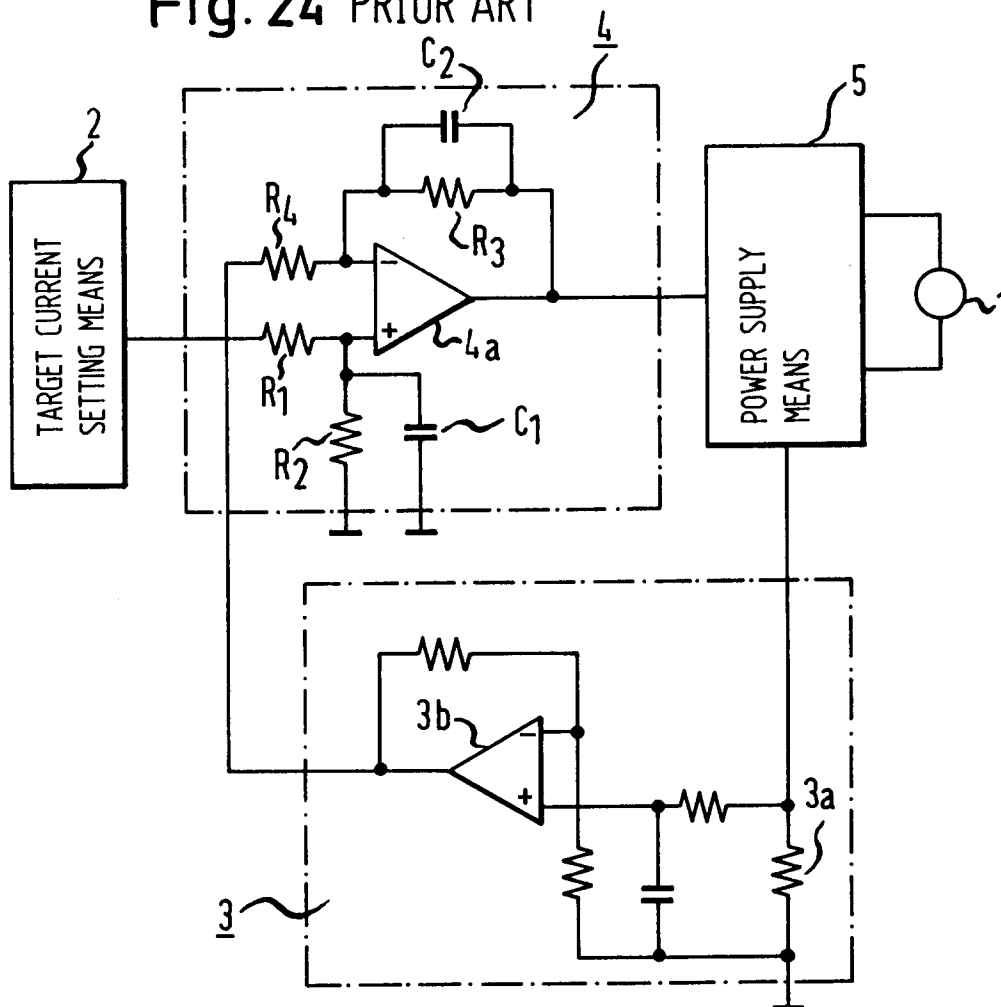 Fig. 24 PRIOR ART
4
C2
5
2
R4
R3
TARGET CURRENT
SETTING MEANS
POWER SUPPLY
MEANS
4a
R1
C1
R2
3b
3a
3
-
+
-
+